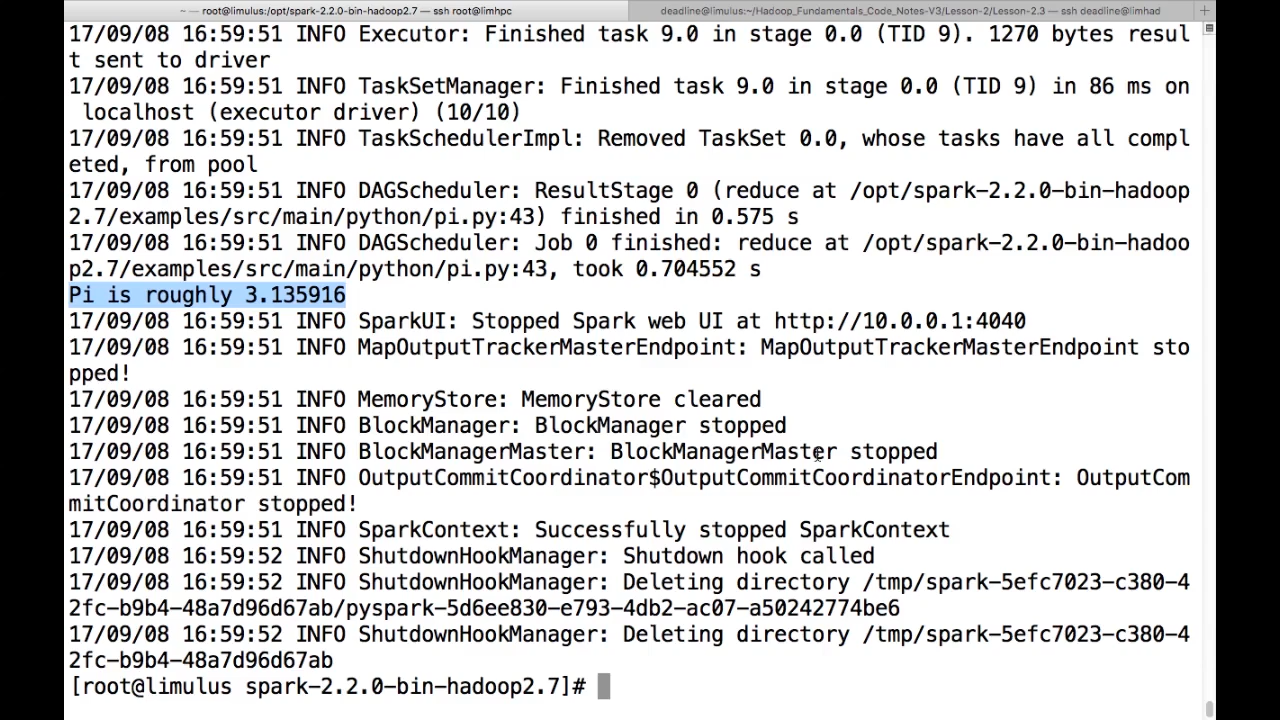 ~ — root@limulus:/opt/spark-2.2.0-bin-hadoop2.7 — ssh root@limhpc
deadline@limulus:~/Hadoop_Fundamentals_Code_Notes-V3/Lesson-2/Lesson-2.3 — ssh deadline@limhad
+
17/09/08 16:59:51 INFO Executor: Finished task 9.0 in stage 0.0 (TID 9). 1270 bytes resul
t sent to driver
17/09/08 16:59:51 INFO TaskSetManager: Finished task 9.0 in stage 0.0 (TID 9) in 86 ms on
 localhost (executor driver) (10/10)
17/09/08 16:59:51 INFO TaskSchedulerImpl: Removed TaskSet 0.0, whose tasks have all compl
eted, from pool
17/09/08 16:59:51 INFO DAGScheduler: ResultStage 0 (reduce at /opt/spark-2.2.0-bin-hadoop
2.7/examples/src/main/python/pi.py:43) finished in 0.575 s
17/09/08 16:59:51 INFO DAGScheduler: Job 0 finished: reduce at /opt/spark-2.2.0-bin-hadoo
p2.7/examples/src/main/python/pi.py:43, took 0.704552 s
Pi is roughly 3.135916
17/09/08 16:59:51 INFO SparkUI: Stopped Spark web UI at http://10.0.0.1:4040
17/09/08 16:59:51 INFO MapOutputTrackerMasterEndpoint: MapOutputTrackerMasterEndpoint sto
pped!
17/09/08 16:59:51 INFO MemoryStore: MemoryStore cleared
17/09/08 16:59:51 INFO BlockManager: BlockManager stopped
17/09/08 16:59:51 INFO BlockManagerMaster: BlockManagerMaster stopped
17/09/08 16:59:51 INFO OutputCommitCoordinator$OutputCommitCoordinatorEndpoint: OutputCom
mitCoordinator stopped!
17/09/08 16:59:51 INFO SparkContext: Successfully stopped SparkContext
17/09/08 16:59:52 INFO ShutdownHookManager: Shutdown hook called
17/09/08 16:59:52 INFO ShutdownHookManager: Deleting directory /tmp/spark-5efc7023-c380-4
2fc-b9b4-48a7d96d67ab/pyspark-5d6ee830-e793-4db2-ac07-a50242774be6
17/09/08 16:59:52 INFO ShutdownHookManager: Deleting directory /tmp/spark-5efc7023-c380-4
2fc-b9b4-48a7d96d67ab
[root@limulus spark-2.2.0-bin-hadoop2.7]#